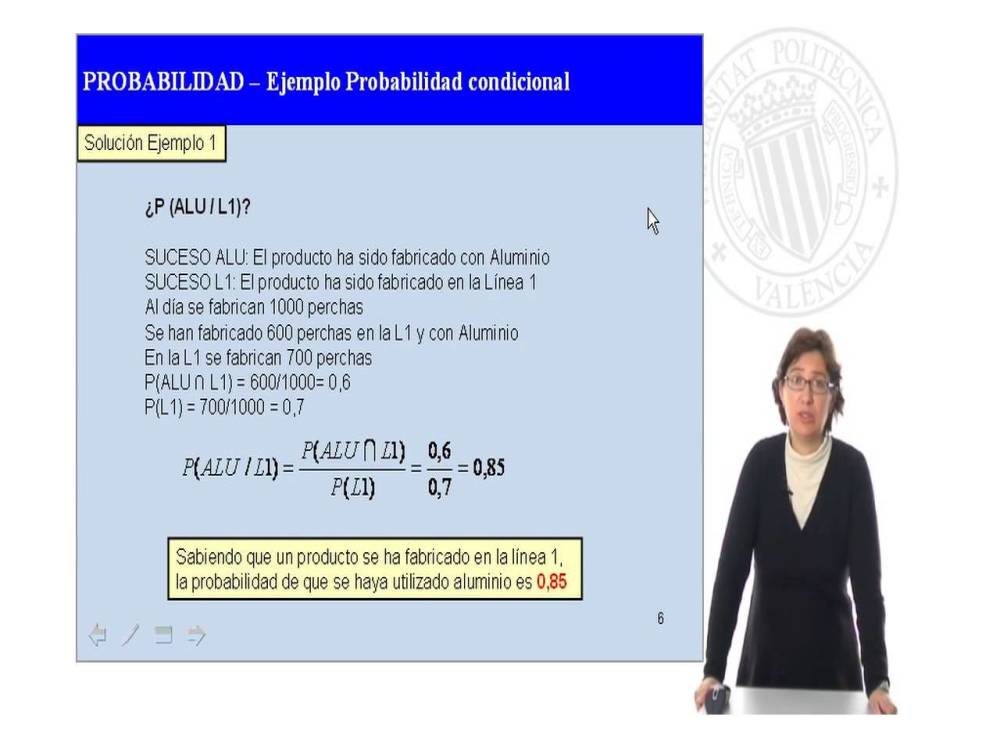 PROBABILIDAD – Ejemplo Probabilidad condicional
Solución Ejemplo 1
¿P (ALU / L1)?
SUCESO ALU: El producto ha sido fabricado con Aluminio
SUCESO L1: El producto ha sido fabricado en la Línea 1
Al día se fabrican 1000 perchas
Se han fabricado 600 perchas en la L1 y con Aluminio
En la L1 se fabrican 700 perchas
P(ALU ∩ L1) = 600/1000= 0,6
P(L1) = 700/1000 = 0,7
P(ALU / L1) = P(ALU ⋂ L1) / P(L1) = 0,6 / 0,7 = 0,85
Sabiendo que un producto se ha fabricado en la línea 1,
la probabilidad de que se haya utilizado aluminio es 0,85
6
POLITECNICA
VALENCIA